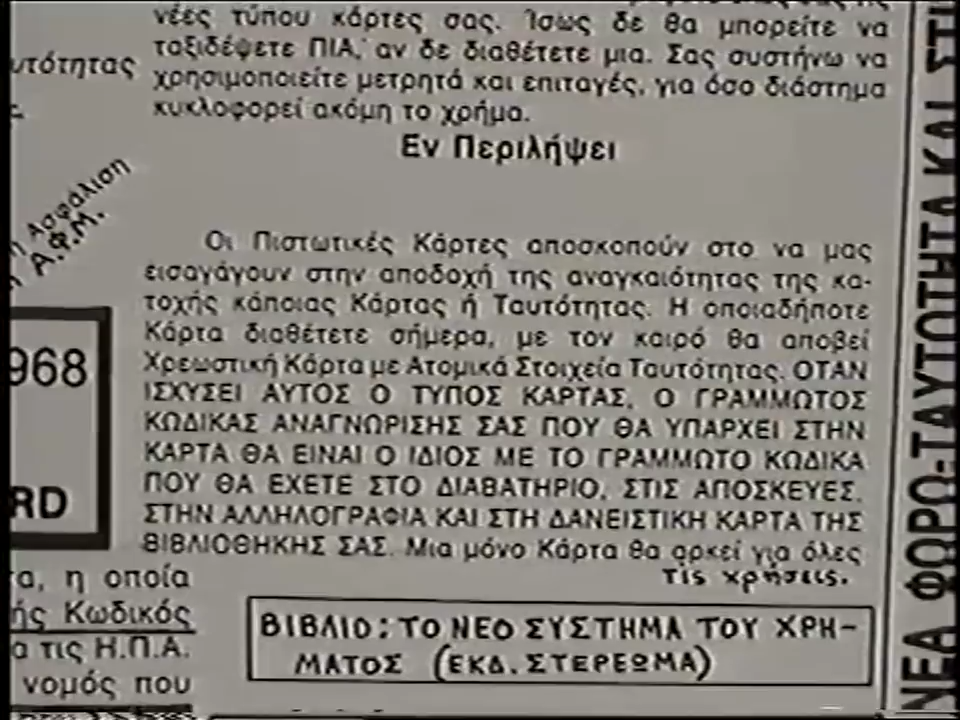 νέες τύπου κάρτες σας. Ίσως δε θα μπορείτε να
ταξιδέψετε ΠΙΑ, αν δε διαθέτετε μια. Σας συστήνω να
χρησιμοποιείτε μετρητά και επιταγές, για όσο διάστημα
κυκλοφορεί ακόμη το χρήμα.
Εν Περιλήψει
Οι Πιστωτικές Κάρτες αποσκοπούν στο να μας
εισαγάγουν στην αποδοχή της αναγκαιότητας της κα-
τοχής κάποιας Κάρτας ή Ταυτότητας. Η οποιαδήποτε
Κάρτα διαθέτετε σήμερα, με τον καιρό θα αποβεί
Χρεωστική Κάρτα με Ατομικά Στοιχεία Ταυτότητας. ΟΤΑΝ
ΙΣΧΥΣΕΙ ΑΥΤΟΣ Ο ΤΥΠΟΣ ΚΑΡΤΑΣ, Ο ΓΡΑΜΜΩΤΟΣ
ΚΩΔΙΚΑΣ ΑΝΑΓΝΩΡΙΣΗΣ ΣΑΣ ΠΟΥ ΘΑ ΥΠΑΡΧΕΙ ΣΤΗΝ
ΚΑΡΤΑ ΘΑ ΕΙΝΑΙ Ο ΙΔΙΟΣ ΜΕ ΤΟ ΓΡΑΜΜΩΤΟ ΚΩΔΙΚΑ
ΠΟΥ ΘΑ ΕΧΕΤΕ ΣΤΟ ΔΙΑΒΑΤΗΡΙΟ, ΣΤΙΣ ΑΠΟΣΚΕΥΕΣ,
ΣΤΗΝ ΑΛΛΗΛΟΓΡΑΦΙΑ ΚΑΙ ΣΤΗ ΔΑΝΕΙΣΤΙΚΗ ΚΑΡΤΑ ΤΗΣ
ΒΙΒΛΙΟΘΗΚΗΣ ΣΑΣ. Μια μόνο Κάρτα θα αρκεί για όλες
τις χρήσεις.
ΒΙΒΛΙΟ: ΤΟ ΝΕΟ ΣΥΣΤΗΜΑ ΤΟΥ ΧΡΗ-
ΜΑΤΟΣ (ΕΚΔ. ΣΤΕΡΕΩΜΑ)
υτότητας
Ασφάλιση
Α.Φ.Μ.
968
RD
α, η οποία
ής Κωδικός
α τις Η.Π.Α.
νομός που
ΝΕΑ ΦΟΡΟ-ΤΑΥΤΟΤΗΤΑ ΚΑΙ ΣΤΙ